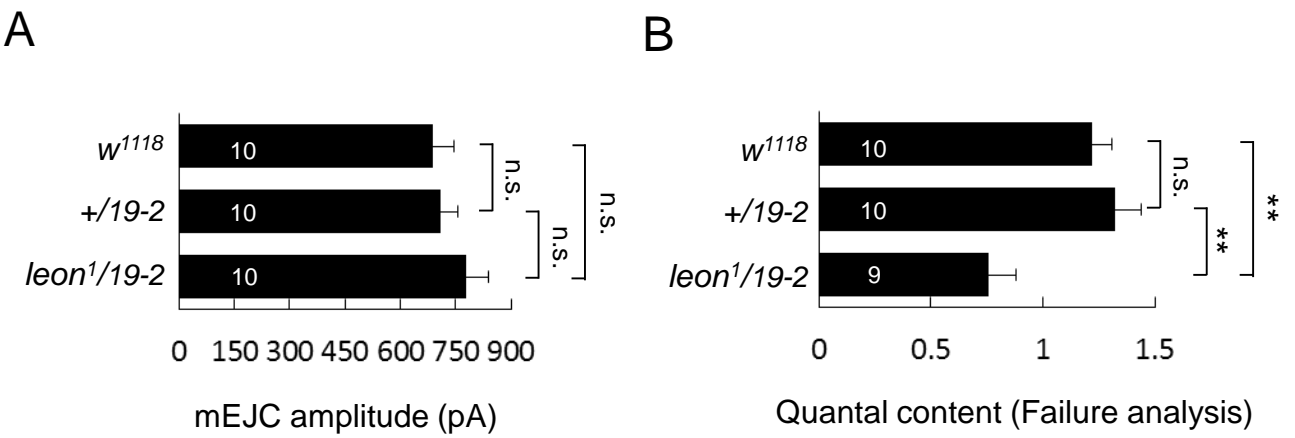 A
w1118 10
+/19-2 10
leon1/19-2 10
n.s.
n.s.
n.s.
0 150 300 450 600 750 900
mEJC amplitude (pA)
B
w1118 10
+/19-2 10
leon1/19-2 9
n.s.
**
**
0 0.5 1 1.5
Quantal content (Failure analysis)